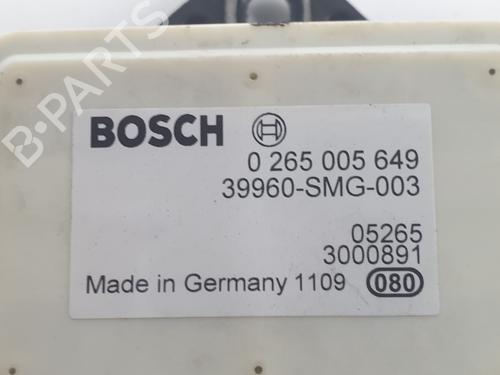 B-PARTS
BOSCH
0 265 005 649
39960-SMG-003
05265
3000891
Made in Germany 1109 080